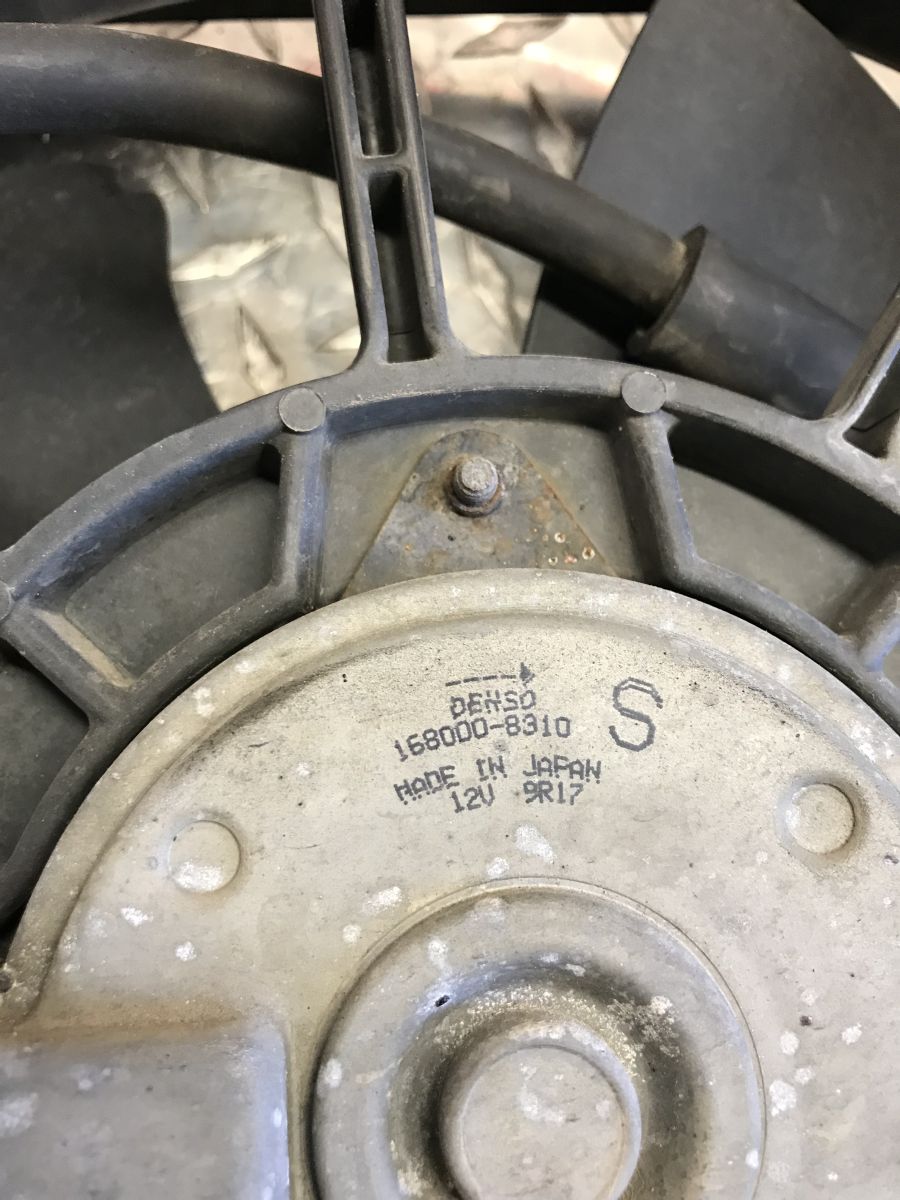 DENSO
S
168000-8310
MADE IN JAPAN
12V 9R17